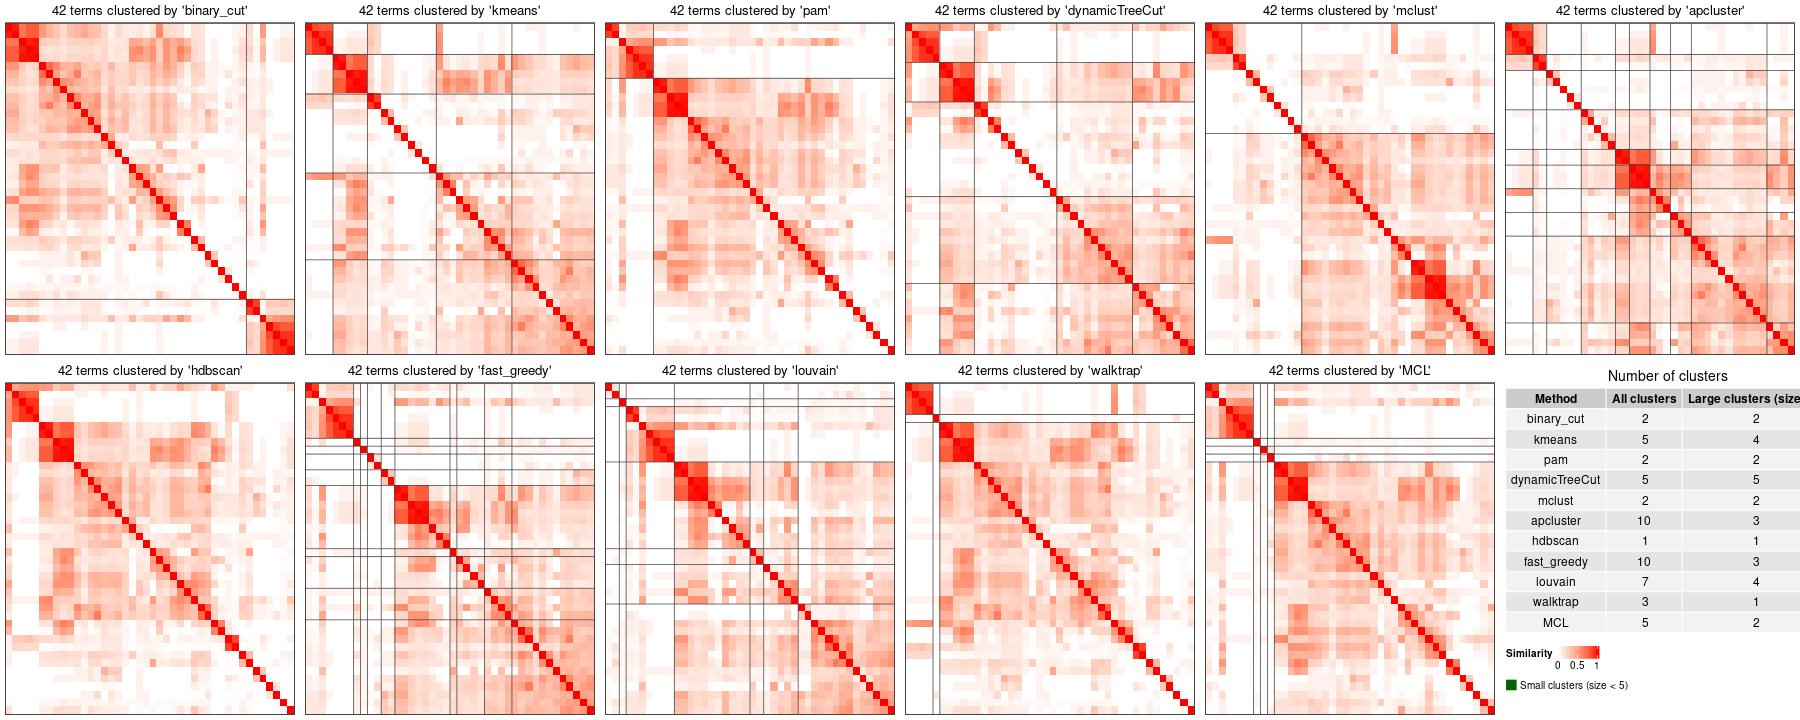 42 terms clustered by 'binary_cut'
42 terms clustered by 'kmeans'
42 terms clustered by 'pam'
42 terms clustered by 'dynamicTreeCut'
42 terms clustered by 'mclust'
42 terms clustered by 'apcluster'
42 terms clustered by 'hdbscan'
42 terms clustered by 'fast_greedy'
42 terms clustered by 'louvain'
42 terms clustered by 'walktrap'
42 terms clustered by 'MCL'
Number of clusters
Method All clusters Large clusters (size
binary_cut 2 2
kmeans 5 4
pam 2 2
dynamicTreeCut 5 5
mclust 2 2
apcluster 10 3
hdbscan 1 1
fast_greedy 10 3
louvain 7 4
walktrap 3 1
MCL 5 2
Similarity
0 0.5 1
Small clusters (size < 5)